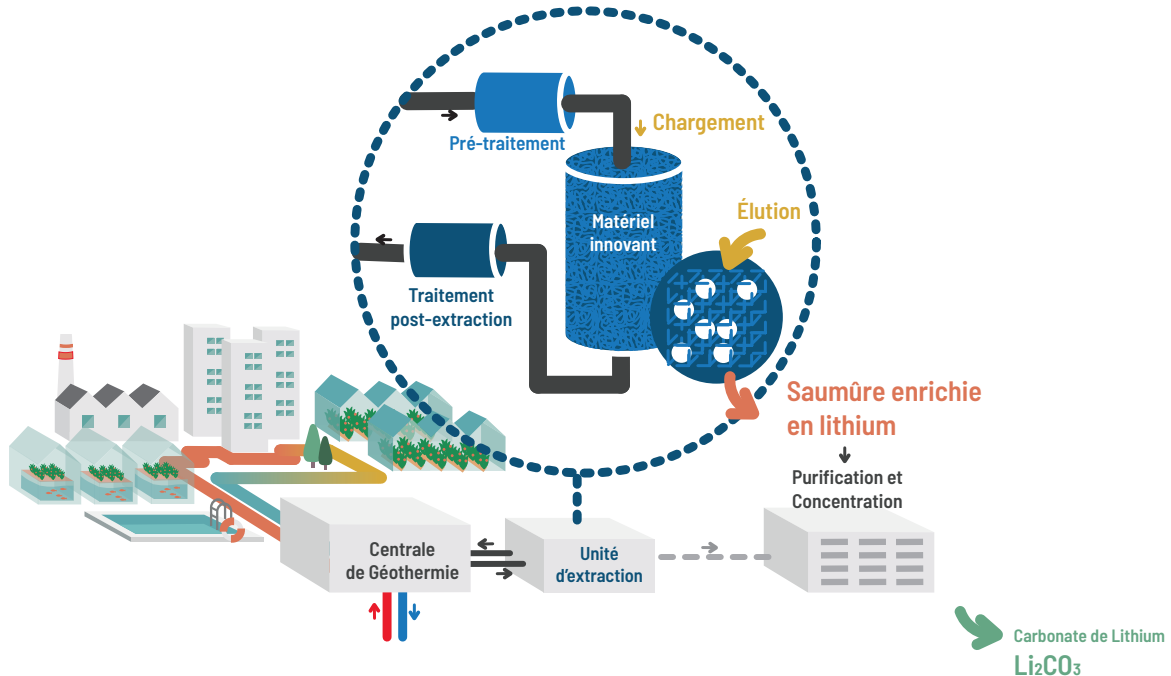 Pré-traitement
Chargement
Matériel
innovant
Élution
Traitement
post-extraction
Saumûre enrichie
en lithium
Purification et
Concentration
Centrale
de Géothermie
Unité
d'extraction
Carbonate de Lithium
Li₂CO₃